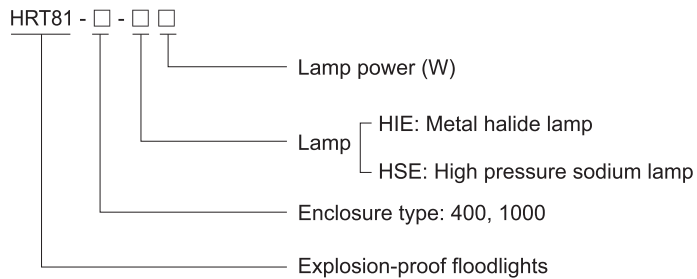 HRT81 - □ - □ □
Lamp power (W)
HIE: Metal halide lamp
Lamp
HSE: High pressure sodium lamp
Enclosure type: 400, 1000
Explosion-proof floodlights